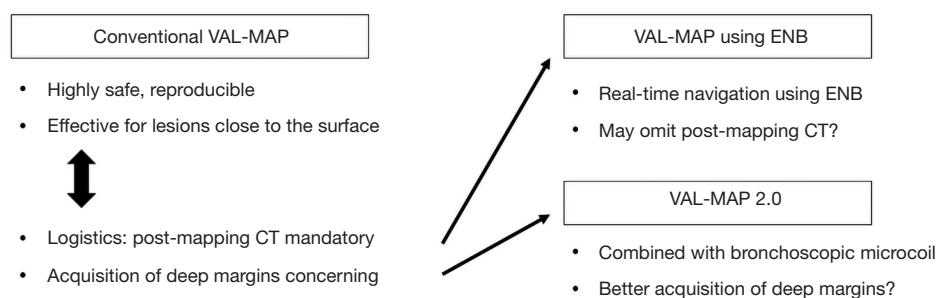 Conventional VAL-MAP
• Highly safe, reproducible
• Effective for lesions close to the surface
• Logistics: post-mapping CT mandatory
• Acquisition of deep margins concerning
VAL-MAP using ENB
• Real-time navigation using ENB
• May omit post-mapping CT?
VAL-MAP 2.0
• Combined with bronchoscopic microcoil
• Better acquisition of deep margins?